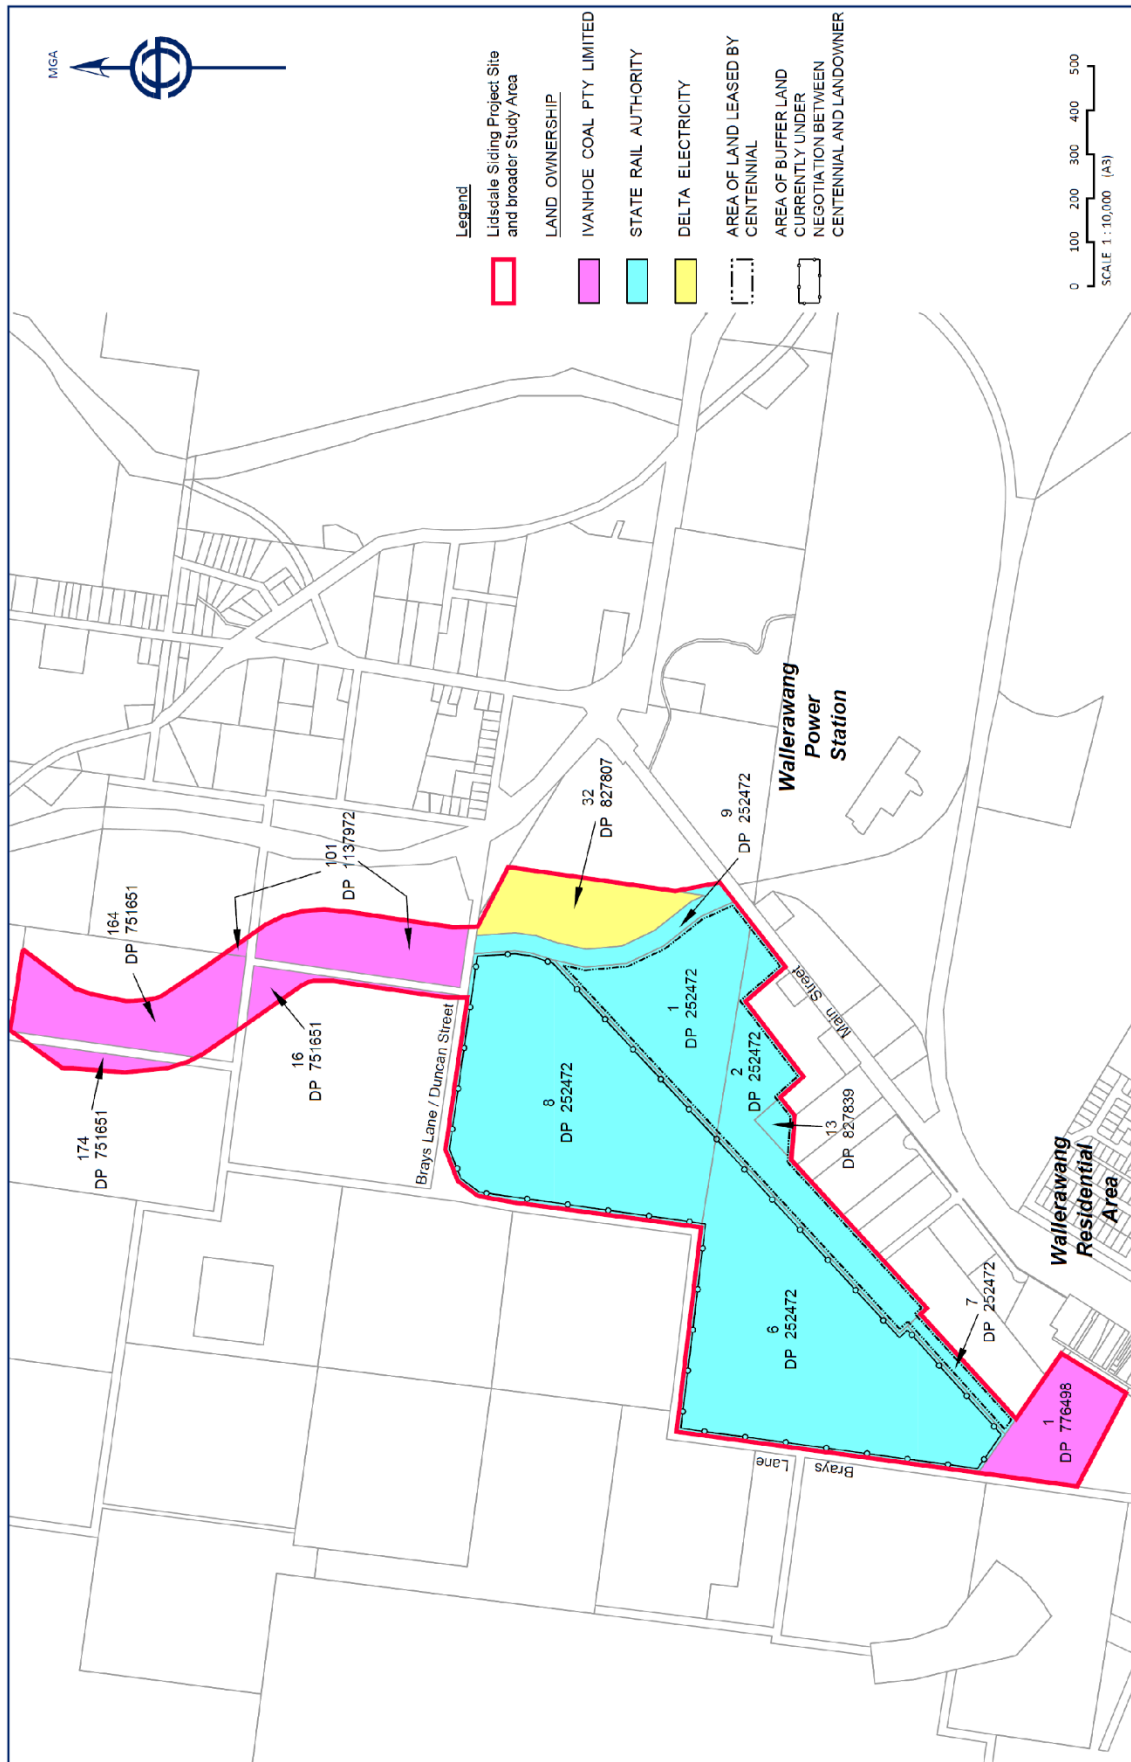 MGA
Legend
Lidsdale Siding Project Site
and broader Study Area
LAND OWNERSHIP
IVANHOE COAL PTY LIMITED
STATE RAIL AUTHORITY
DELTA ELECTRICITY
AREA OF LAND LEASED BY
CENTENNIAL
AREA OF BUFFER LAND
CURRENTLY UNDER
NEGOTIATION BETWEEN
CENTENNIAL AND LANDOWNER
0 100 200 300 400 500
SCALE 1 : 10,000 (A3)
174
DP 751651
164
DP 751651
16
DP 751651
101
DP 1137972
Brays Lane / Duncan Street
32
DP 827807
9
DP 252472
8
DP 252472
1
DP 252472
2
DP 252472
13
DP 827839
Main Street
Wallerawang
Power
Station
6
DP 252472
7
DP 252472
Brays
Lane
1
DP 776498
Wallerawang
Residential
Area